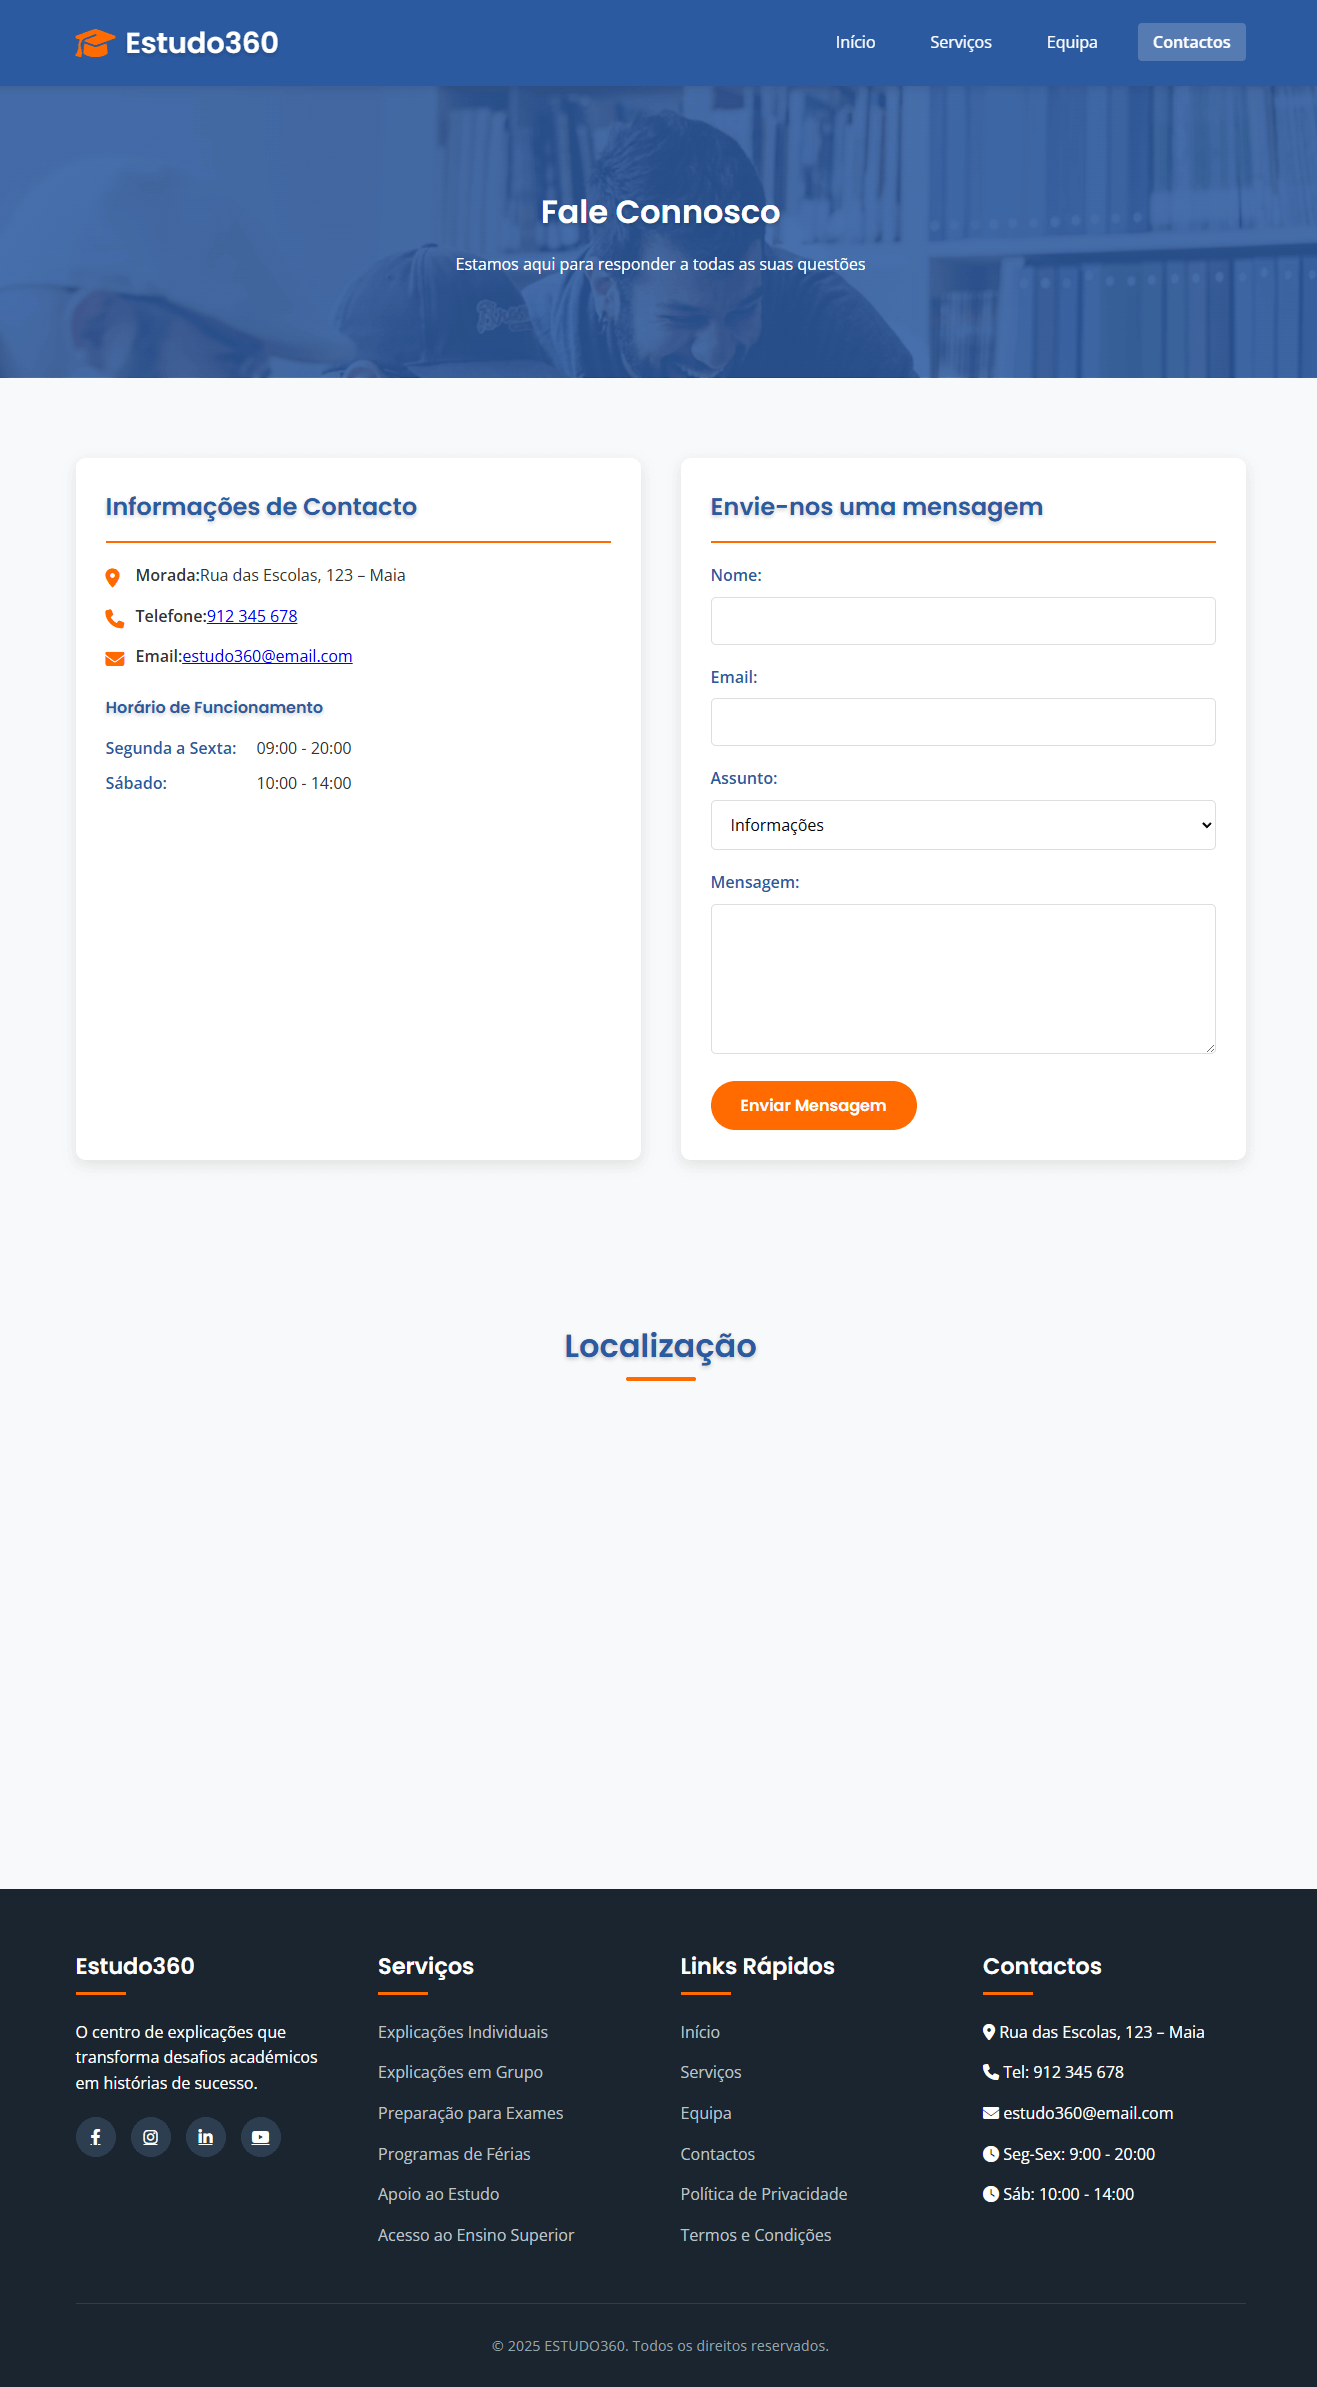 Estudo360
Início
Serviços
Equipa
Contactos
Fale Connosco
Estamos aqui para responder a todas as suas questões
Informações de Contacto
Morada:Rua das Escolas, 123 – Maia
Telefone:912 345 678
Email:estudo360@email.com
Horário de Funcionamento
Segunda a Sexta: 09:00 - 20:00
Sábado: 10:00 - 14:00
Envie-nos uma mensagem
Nome:
Email:
Assunto:
Informações
Mensagem:
Enviar Mensagem
Localização
Estudo360
O centro de explicações que
transforma desafios académicos
em histórias de sucesso.
Serviços
Explicações Individuais
Explicações em Grupo
Preparação para Exames
Programas de Férias
Apoio ao Estudo
Acesso ao Ensino Superior
Links Rápidos
Início
Serviços
Equipa
Contactos
Política de Privacidade
Termos e Condições
Contactos
Rua das Escolas, 123 – Maia
Tel: 912 345 678
estudo360@email.com
Seg-Sex: 9:00 - 20:00
Sáb: 10:00 - 14:00
© 2025 ESTUDO360. Todos os direitos reservados.